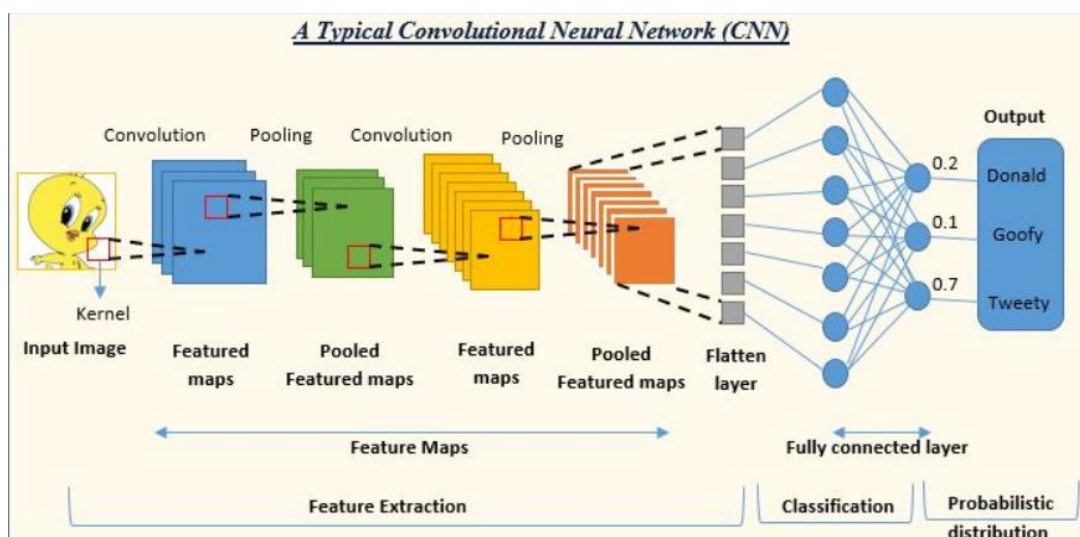 A Typical Convolutional Neural Network (CNN)
Convolution
Pooling
Convolution
Pooling
Kernel
Input Image
Featured
maps
Pooled
Featured maps
Featured
maps
Pooled
Featured maps
Flatten
layer
0.2
0.1
0.7
Output
Donald
Goofy
Tweety
Feature Maps
Fully connected layer
Feature Extraction
Classification
Probabilistic
distribution